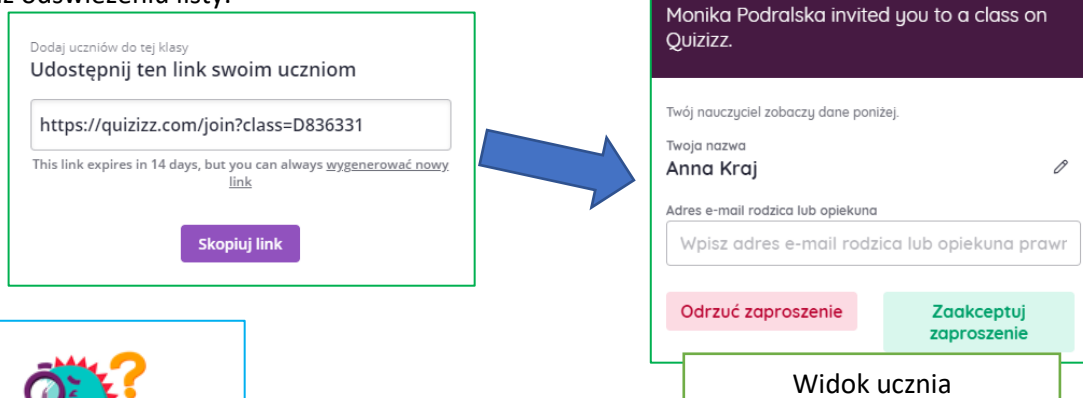 Dodaj uczniów do tej klasy
Udostępnij ten link swoim uczniom
https://quizizz.com/join?class=D836331
This link expires in 14 days, but you can always wygenerować nowy
link
Skopiuj link
Monika Podralska invited you to a class on
Quizizz.
Twój nauczyciel zobaczy dane poniżej.
Twoja nazwa
Anna Kraj
Adres e-mail rodzica lub opiekuna
Wpisz adres e-mail rodzica lub opiekuna prawr
Odrzuć zaproszenie
Zaakceptuj
zaproszenie
Widok ucznia
?